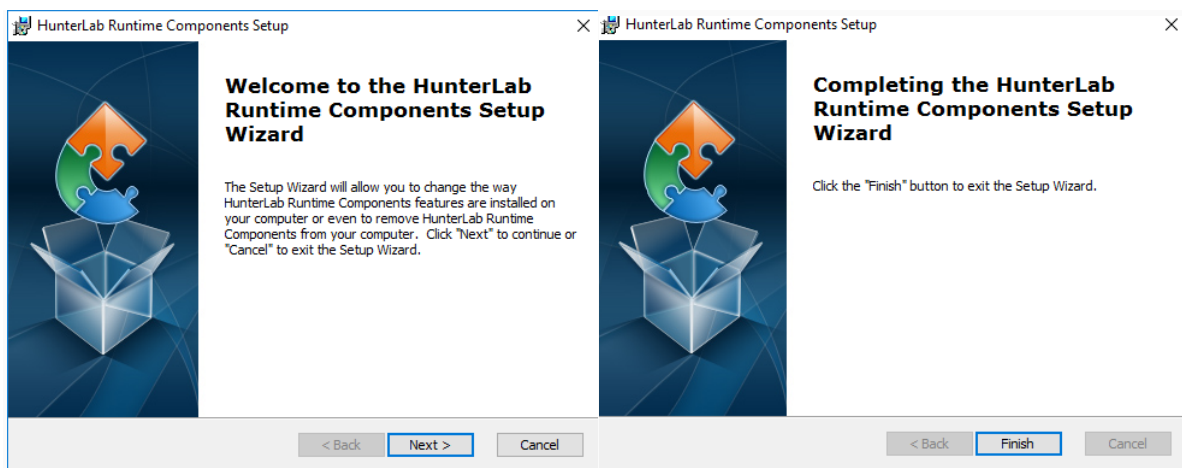 HunterLab Runtime Components Setup
Welcome to the HunterLab
Runtime Components Setup
Wizard
The Setup Wizard will allow you to change the way
HunterLab Runtime Components features are installed on
your computer or even to remove HunterLab Runtime
Components from your computer.  Click "Next" to continue or
"Cancel" to exit the Setup Wizard.
< Back
Next >
Cancel
HunterLab Runtime Components Setup
Completing the HunterLab
Runtime Components Setup
Wizard
Click the "Finish" button to exit the Setup Wizard.
< Back
Finish
Cancel